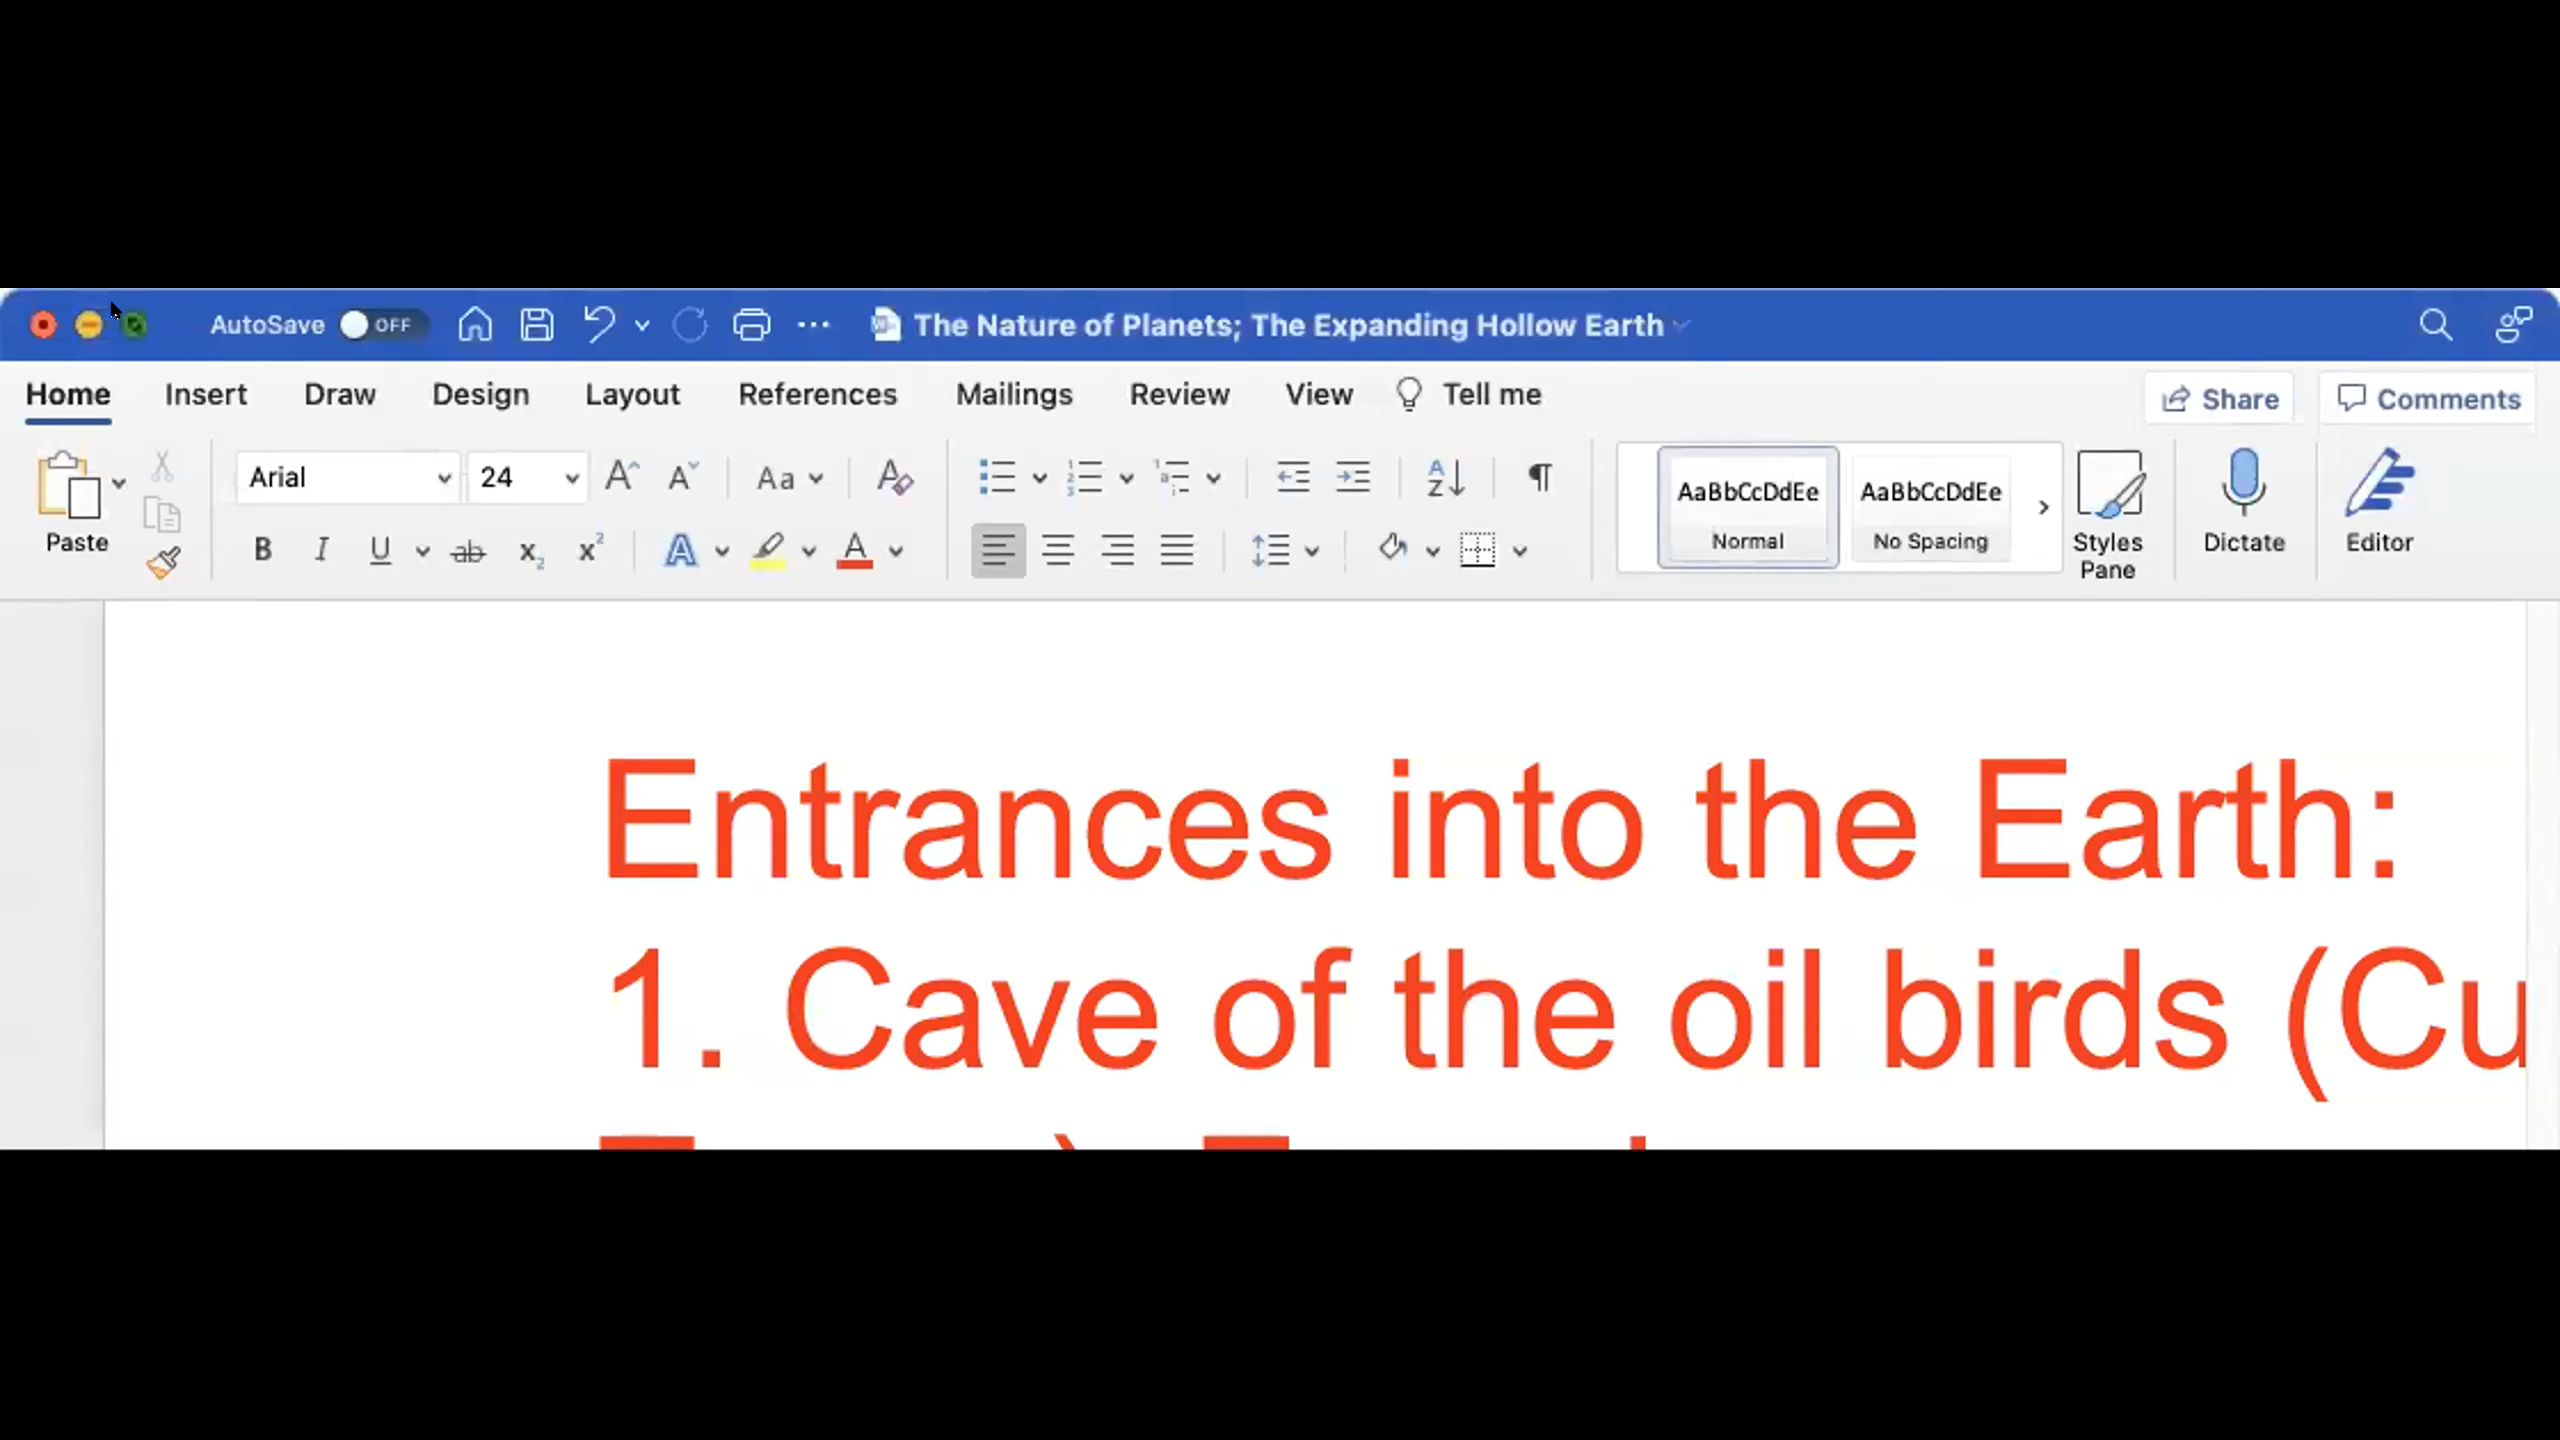 AutoSave OFF The Nature of Planets; The Expanding Hollow Earth
Home Insert Draw Design Layout References Mailings Review View Tell me Share Comments
Paste Arial 24 Aa AaBbCcDdEe Normal AaBbCcDdEe No Spacing Styles Pane Dictate Editor
Entrances into the Earth:
1. Cave of the oil birds (Cu